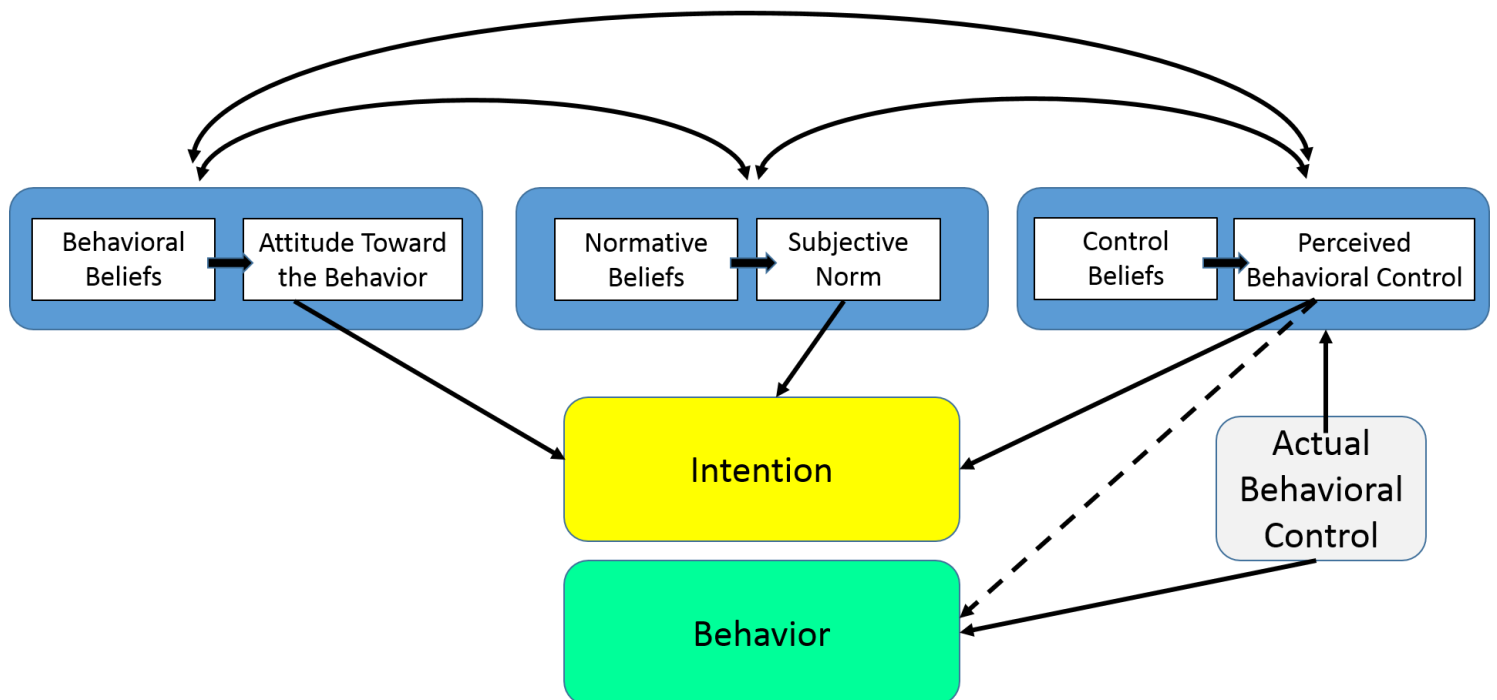 Behavioral
Beliefs
Attitude Toward
the Behavior
Normative
Beliefs
Subjective
Norm
Control
Beliefs
Perceived
Behavioral Control
Intention
Actual
Behavioral
Control
Behavior